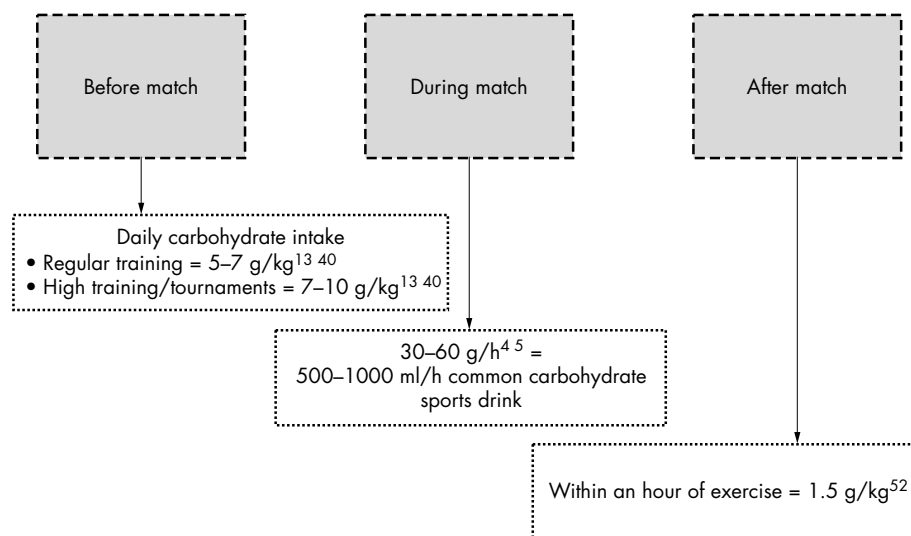 Before match
During match
After match
Daily carbohydrate intake
• Regular training = 5–7 g/kg13 40
• High training/tournaments = 7–10 g/kg13 40
30–60 g/h4 5 =
500–1000 ml/h common carbohydrate
sports drink
Within an hour of exercise = 1.5 g/kg52